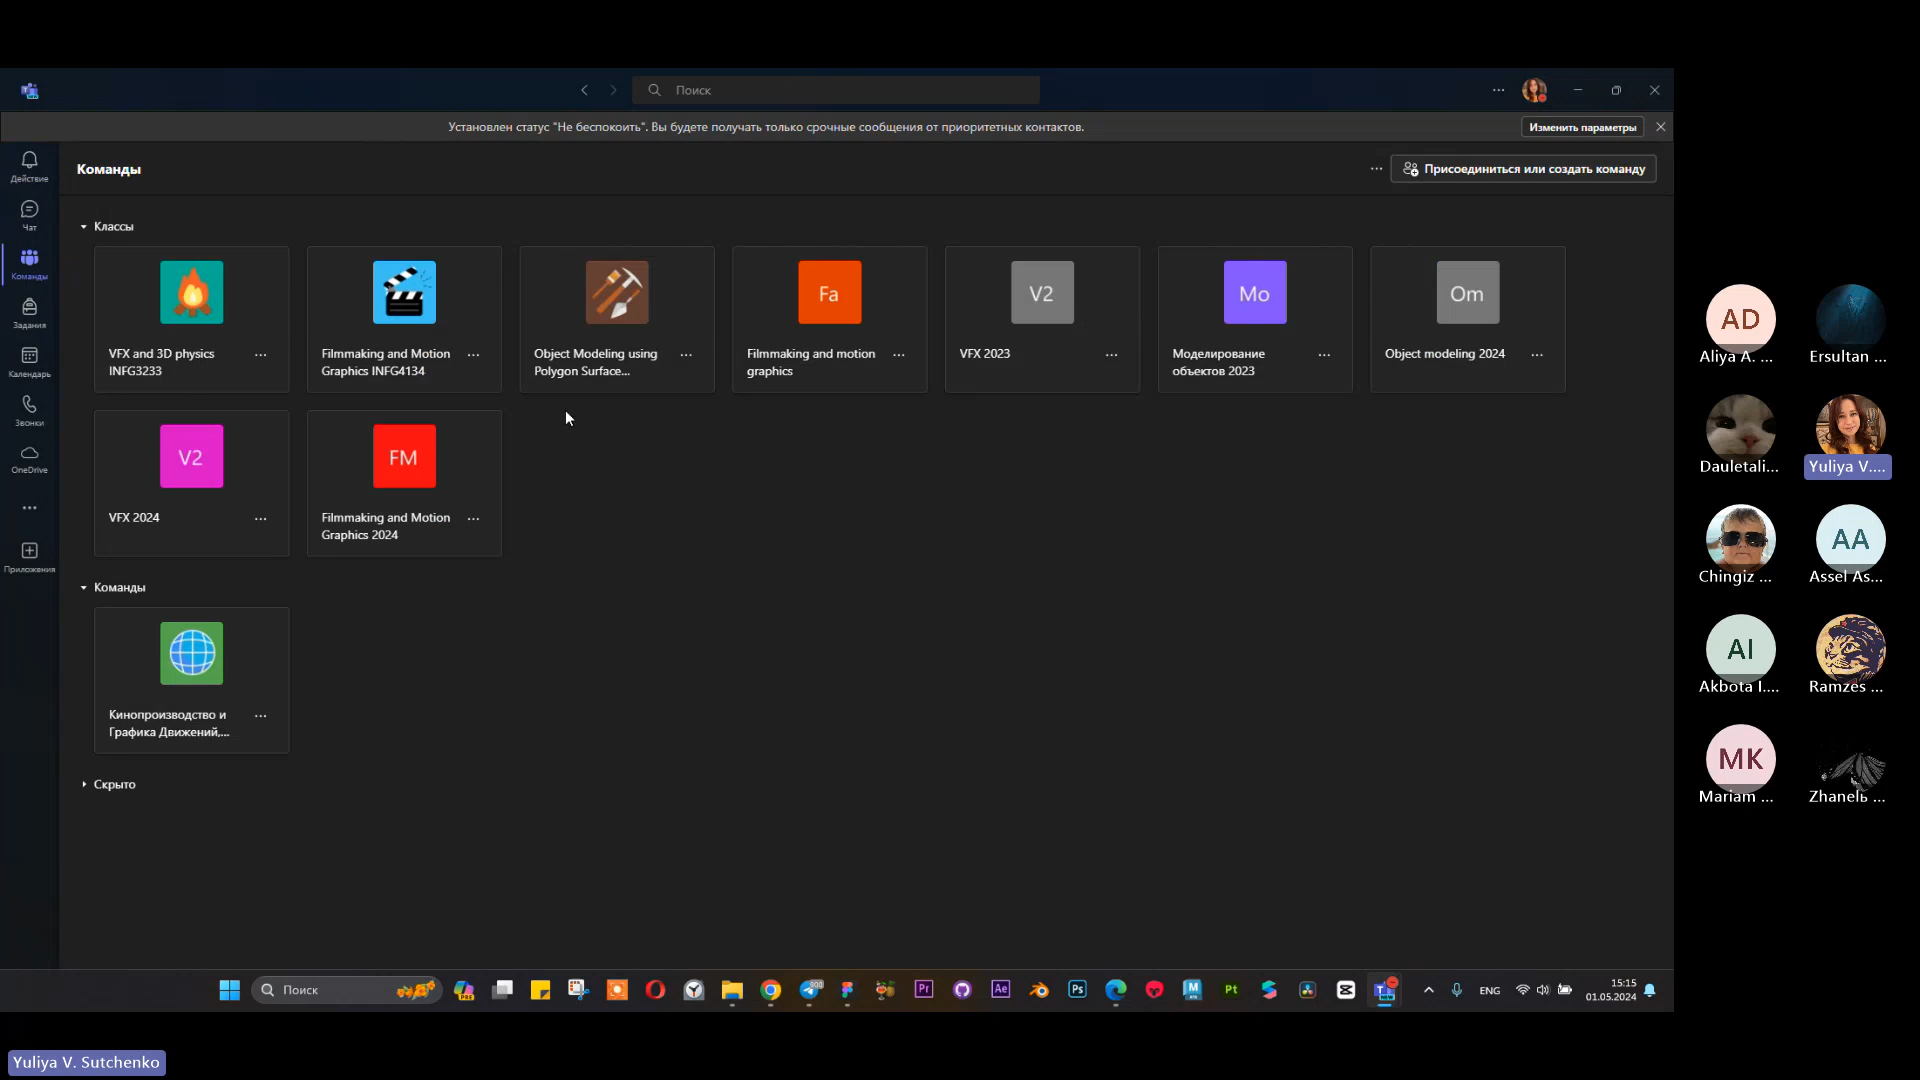 Поиск
Установлен статус "Не беспокоить". Вы будете получать только срочные сообщения от приоритетных контактов.
Изменить параметры
Действие
Чат
Команды
Задания
Календарь
Звонки
OneDrive
Приложения
Команды
Присоединиться или создать команду
Классы
VFX and 3D physics
INFG3233
Filmmaking and Motion
Graphics INFG4134
Object Modeling using
Polygon Surface...
Fa
Filmmaking and motion
graphics
V2
VFX 2023
Mo
Моделирование
объектов 2023
Om
Object modeling 2024
V2
VFX 2024
FM
Filmmaking and Motion
Graphics 2024
Команды
Кинопроизводство и
Графика Движений,...
Скрыто
AD
Aliya A. ...
Ersultan ...
Dauletali...
Yuliya V....
Chingiz ...
AA
Assel As...
AI
Akbota I....
Ramzes ...
MK
Mariam ...
Zhanelь ...
Поиск
PRE
Pr
Ae
Ps
M
Pt
ENG
15:15
01.05.2024
Yuliya V. Sutchenko